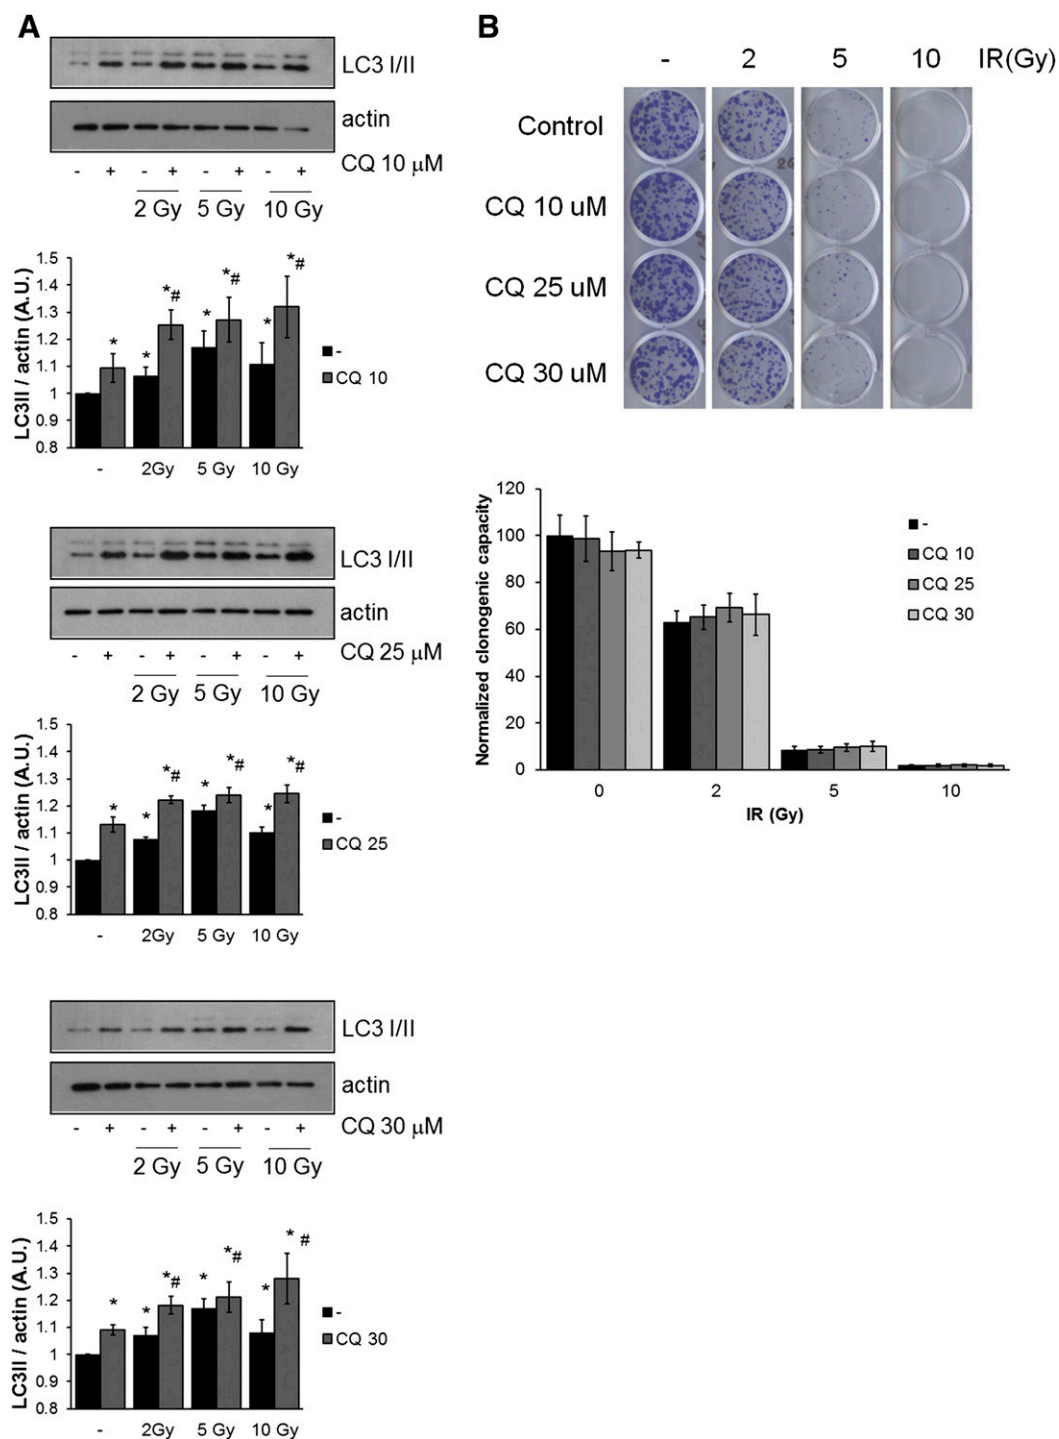 A
LC3 I/II
actin
- + - + - + - +
CQ 10 μM
2 Gy 5 Gy 10 Gy
LC3II / actin (A.U.)
1.5
1.4
1.3
1.2
1.1
1
0.9
0.8
* * *# * *# * *#
-
CQ 10
- 2Gy 5 Gy 10 Gy
LC3 I/II
actin
- + - + - + - +
CQ 25 μM
2 Gy 5 Gy 10 Gy
LC3II / actin (A.U.)
1.5
1.4
1.3
1.2
1.1
1
0.9
0.8
* * *# * *# * *#
-
CQ 25
- 2Gy 5 Gy 10 Gy
LC3 I/II
actin
- + - + - + - +
CQ 30 μM
2 Gy 5 Gy 10 Gy
LC3II / actin (A.U.)
1.5
1.4
1.3
1.2
1.1
1
0.9
0.8
* * *# * *# * * #
-
CQ 30
- 2Gy 5 Gy 10 Gy
B
- 2 5 10 IR(Gy)
Control
CQ 10 uM
CQ 25 uM
CQ 30 uM
Normalized clonogenic capacity
120
100
80
60
40
20
0
-
CQ 10
CQ 25
CQ 30
0 2 5 10
IR (Gy)